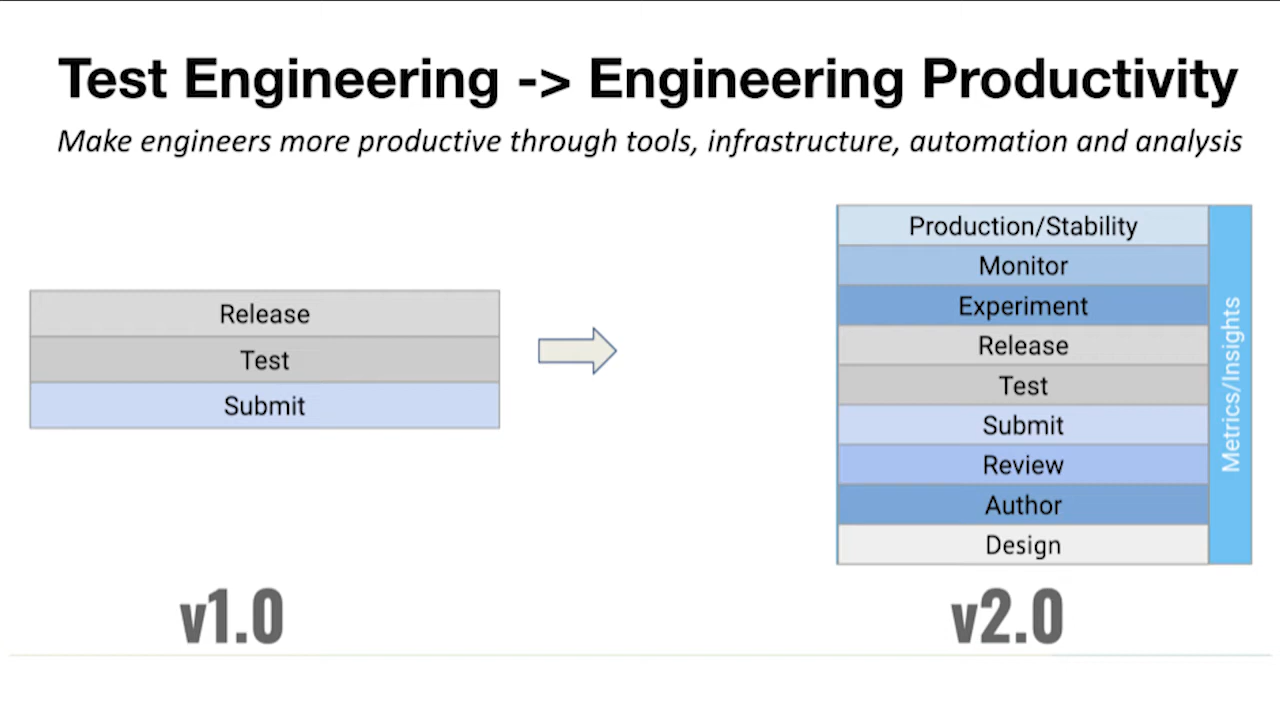 Test Engineering -> Engineering Productivity
Make engineers more productive through tools, infrastructure, automation and analysis
Release
Test
Submit
v1.0
Production/Stability
Monitor
Experiment
Release
Test
Submit
Review
Author
Design
Metrics/Insights
v2.0